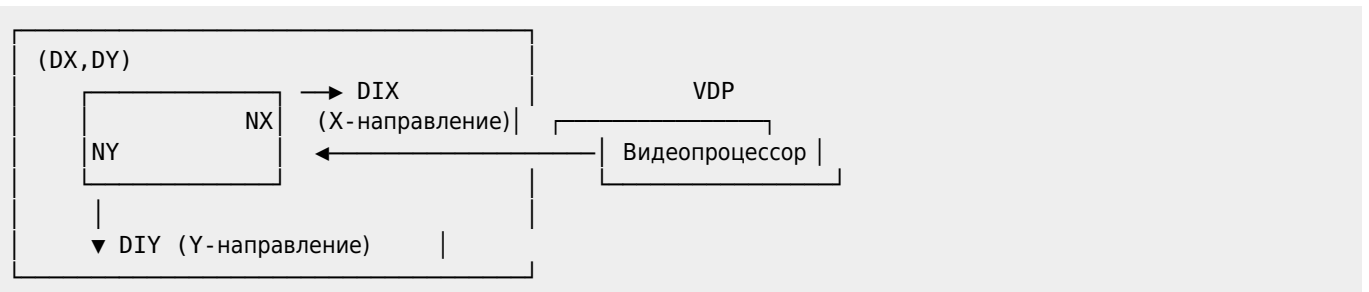 (DX,DY)
DIX VDP
NX (X-направление)
NY Видеопроцессор
DIY (Y-направление)